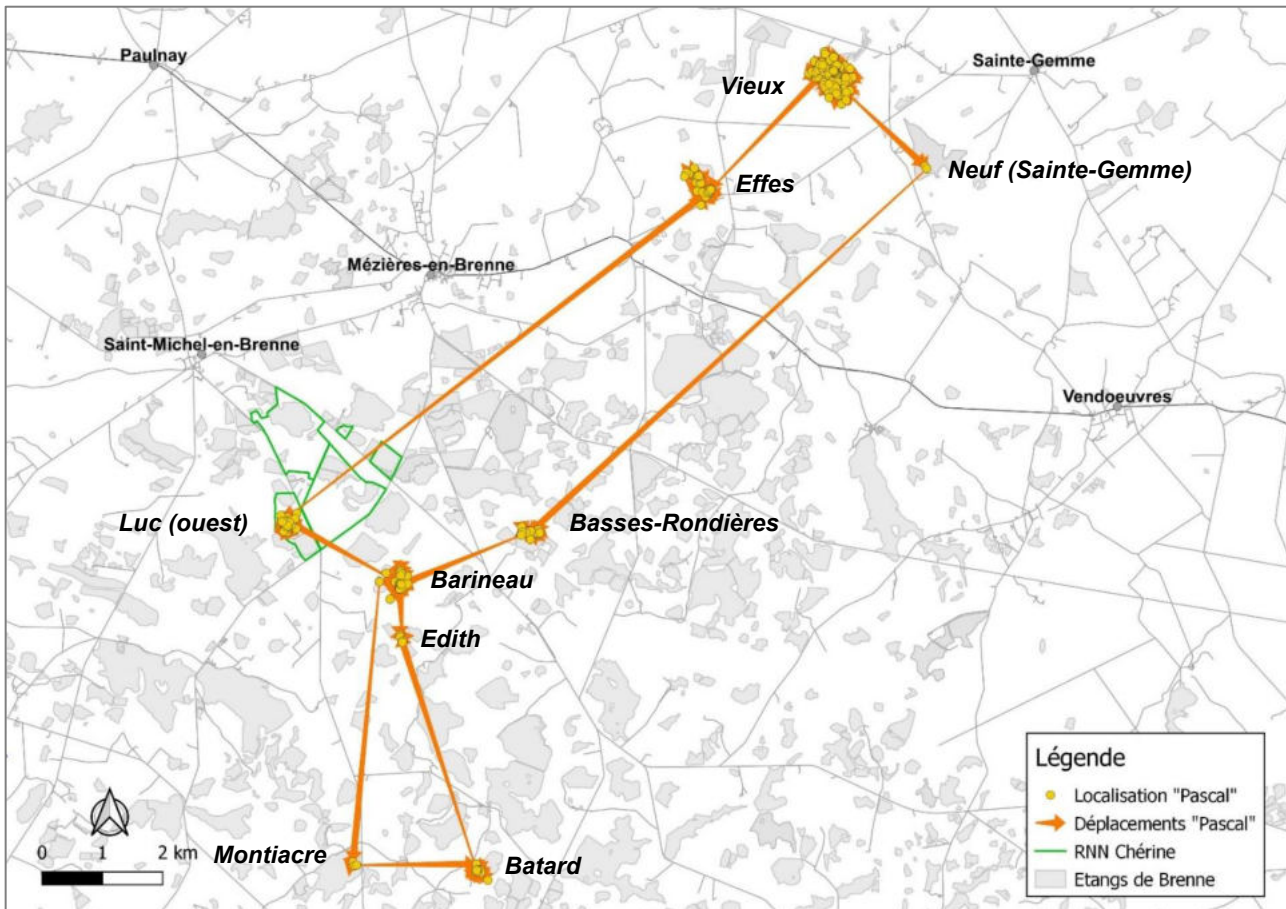 Paulnay
Sainte-Gemme
Vieux
Neuf (Sainte-Gemme)
Effes
Mézières-en-Brenne
Saint-Michel-en-Brenne
Vendoeuvres
Luc (ouest)
Basses-Rondières
Barineau
Edith
Montiacre
Batard
0 1 2 km
Légende
Localisation "Pascal"
Déplacements "Pascal"
RNN Chérine
Etangs de Brenne